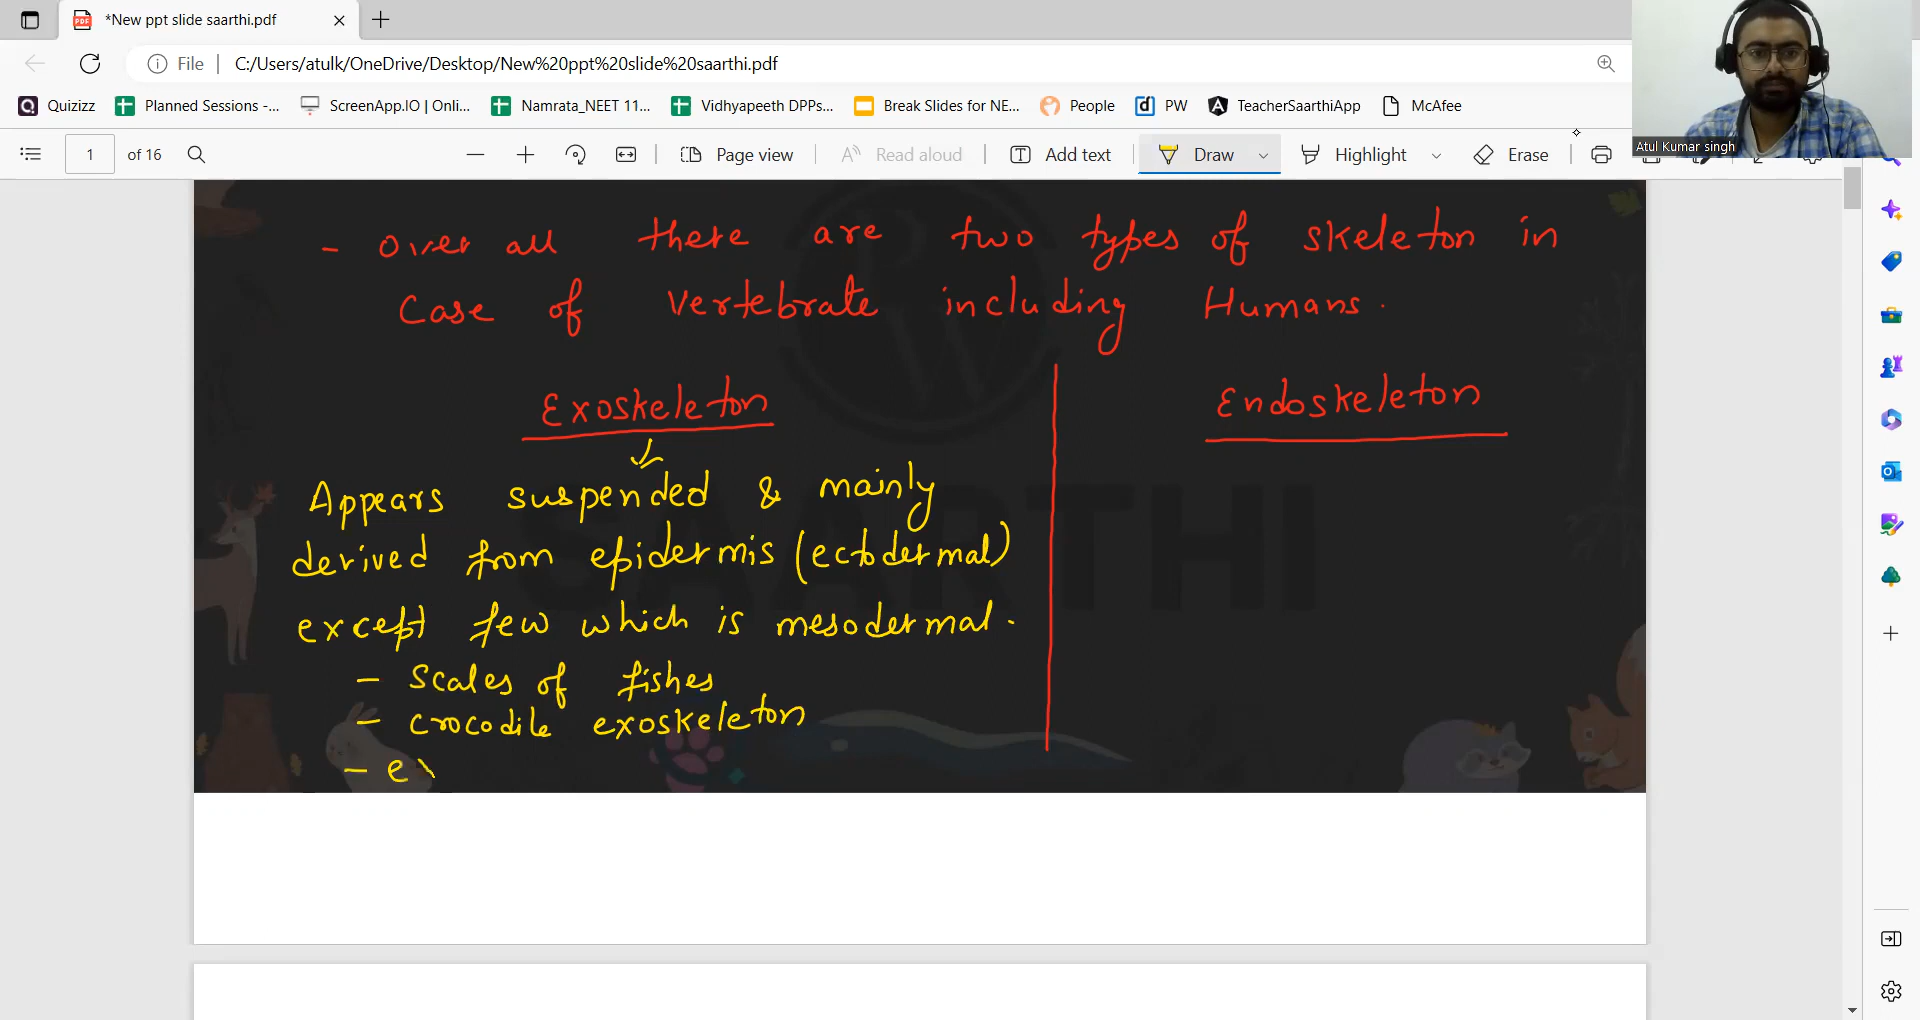 *New ppt slide saarthi.pdf
File
C:/Users/atulk/OneDrive/Desktop/New%20ppt%20slide%20saarthi.pdf
Quizizz
Planned Sessions -...
ScreenApp.IO | Onli...
Namrata_NEET 11...
Vidhyapeeth DPPs...
Break Slides for NE...
People
PW
TeacherSaarthiApp
McAfee
1 of 16
Page view
Read aloud
Add text
Draw
Highlight
Erase
Atul Kumar singh
- Over all there are two types of skeleton in
Case of vertebrate including Humans.
Exoskeleton
Appears suspended & mainly
derived from epidermis (ectodermal)
except few which is mesodermal.
- Scales of fishes
- crocodile exoskeleton
- ex
Endoskeleton
SAARTHI